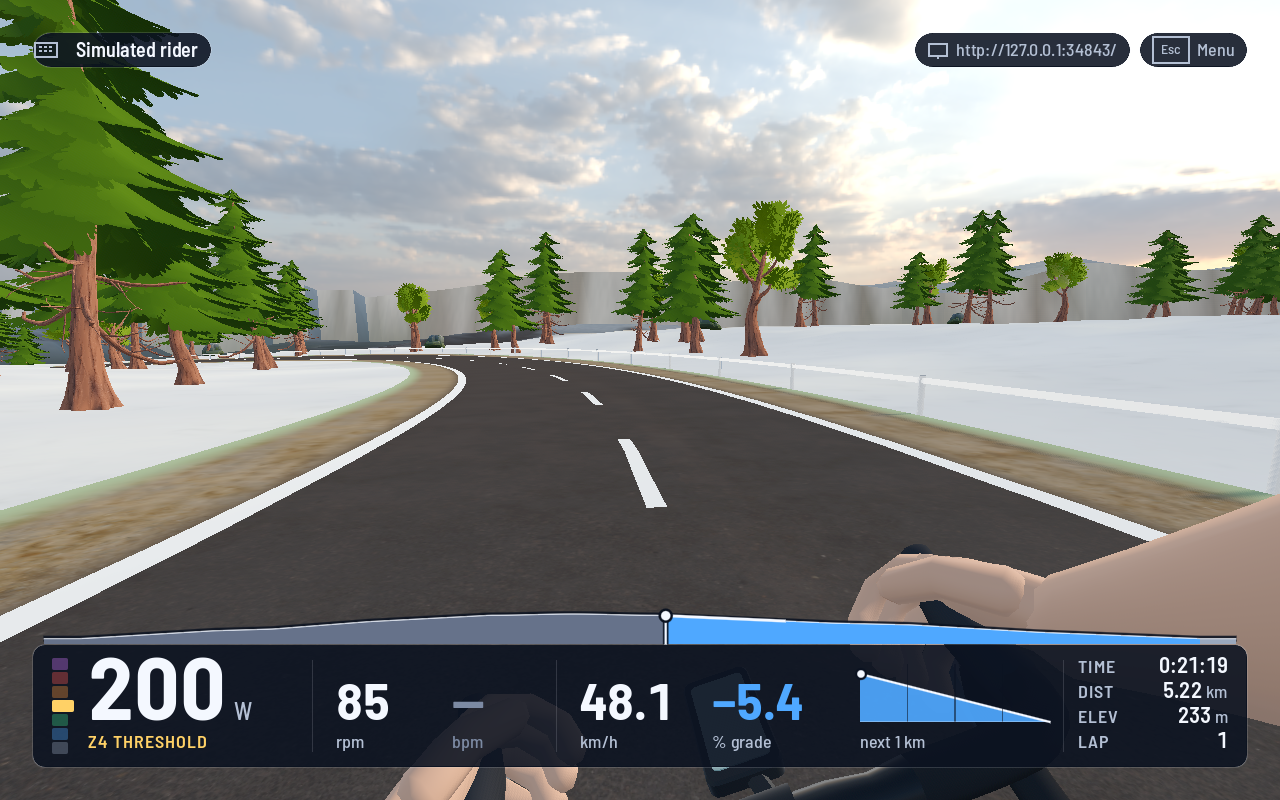 Simulated rider
http://127.0.0.1:34843/
Esc Menu
200 W
Z4 THRESHOLD
85
rpm
—
bpm
48.1
km/h
−5.4
% grade
next 1 km
TIME 0:21:19
DIST 5.22 km
ELEV 233 m
LAP 1